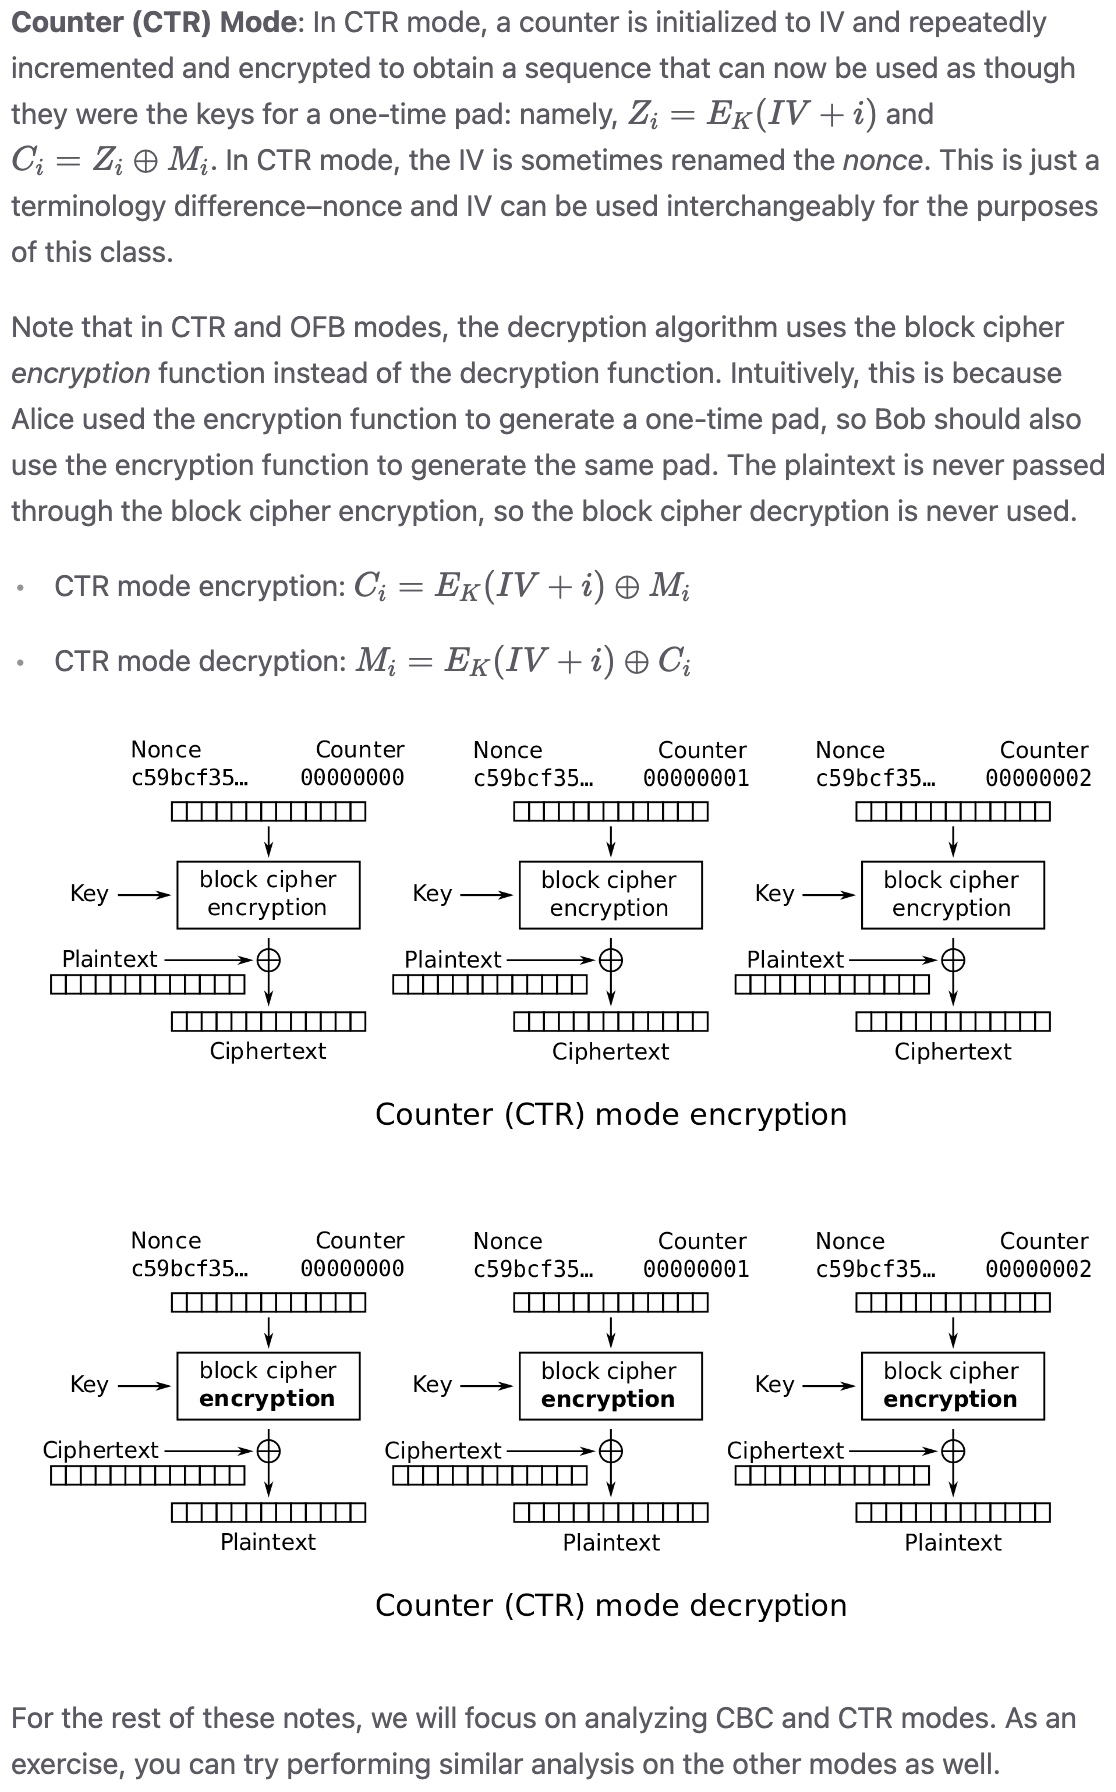 Counter (CTR) Mode: In CTR mode, a counter is initialized to IV and repeatedly
incremented and encrypted to obtain a sequence that can now be used as though
they were the keys for a one-time pad: namely, Z_i = E_K(IV + i) and
C_i = Z_i ⊕ M_i. In CTR mode, the IV is sometimes renamed the nonce. This is just a
terminology difference–nonce and IV can be used interchangeably for the purposes
of this class.
Note that in CTR and OFB modes, the decryption algorithm uses the block cipher
encryption function instead of the decryption function. Intuitively, this is because
Alice used the encryption function to generate a one-time pad, so Bob should also
use the encryption function to generate the same pad. The plaintext is never passed
through the block cipher encryption, so the block cipher decryption is never used.
• CTR mode encryption: C_i = E_K(IV + i) ⊕ M_i
• CTR mode decryption: M_i = E_K(IV + i) ⊕ C_i
Nonce Counter Nonce Counter Nonce Counter
c59bcf35… 00000000 c59bcf35… 00000001 c59bcf35… 00000002
block cipher block cipher block cipher
Key Key Key
encryption encryption encryption
Plaintext Plaintext Plaintext
Ciphertext Ciphertext Ciphertext
Counter (CTR) mode encryption
Nonce Counter Nonce Counter Nonce Counter
c59bcf35… 00000000 c59bcf35… 00000001 c59bcf35… 00000002
block cipher block cipher block cipher
Key Key Key
encryption encryption encryption
Ciphertext Ciphertext Ciphertext
Plaintext Plaintext Plaintext
Counter (CTR) mode decryption
For the rest of these notes, we will focus on analyzing CBC and CTR modes. As an
exercise, you can try performing similar analysis on the other modes as well.